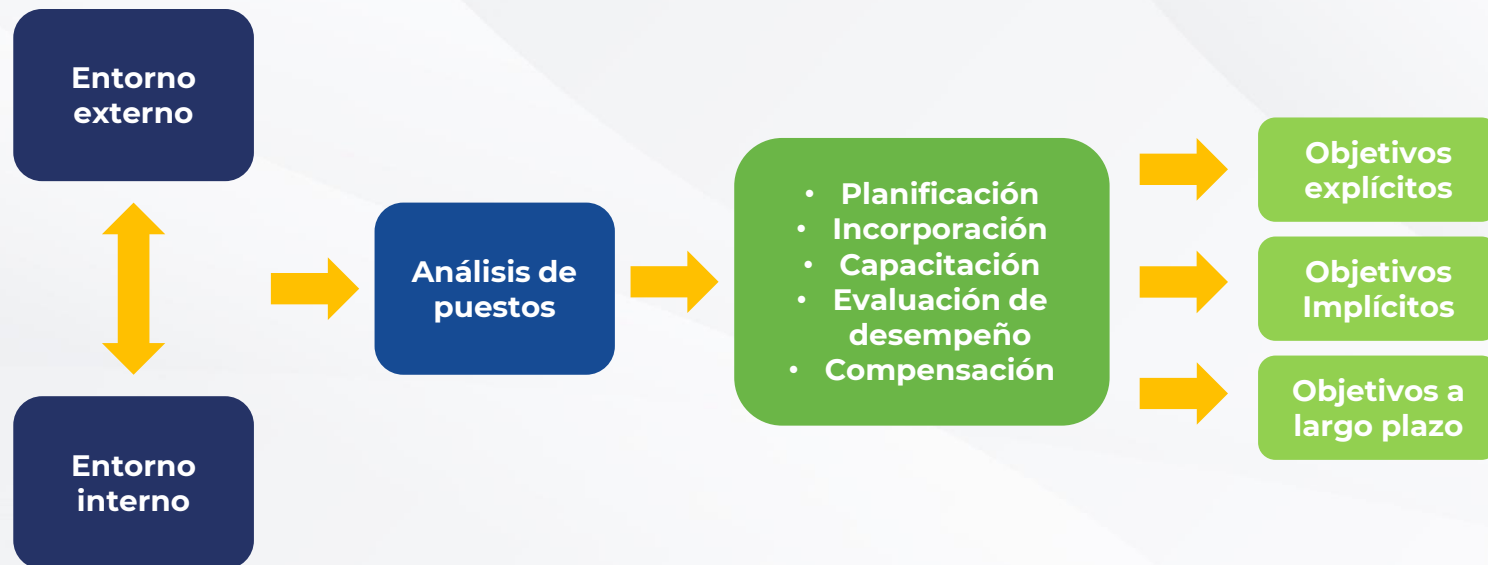 Entorno
externo
Entorno
interno
Análisis de
puestos
• Planificación
• Incorporación
• Capacitación
• Evaluación de
desempeño
• Compensación
Objetivos
explícitos
Objetivos
Implícitos
Objetivos a
largo plazo